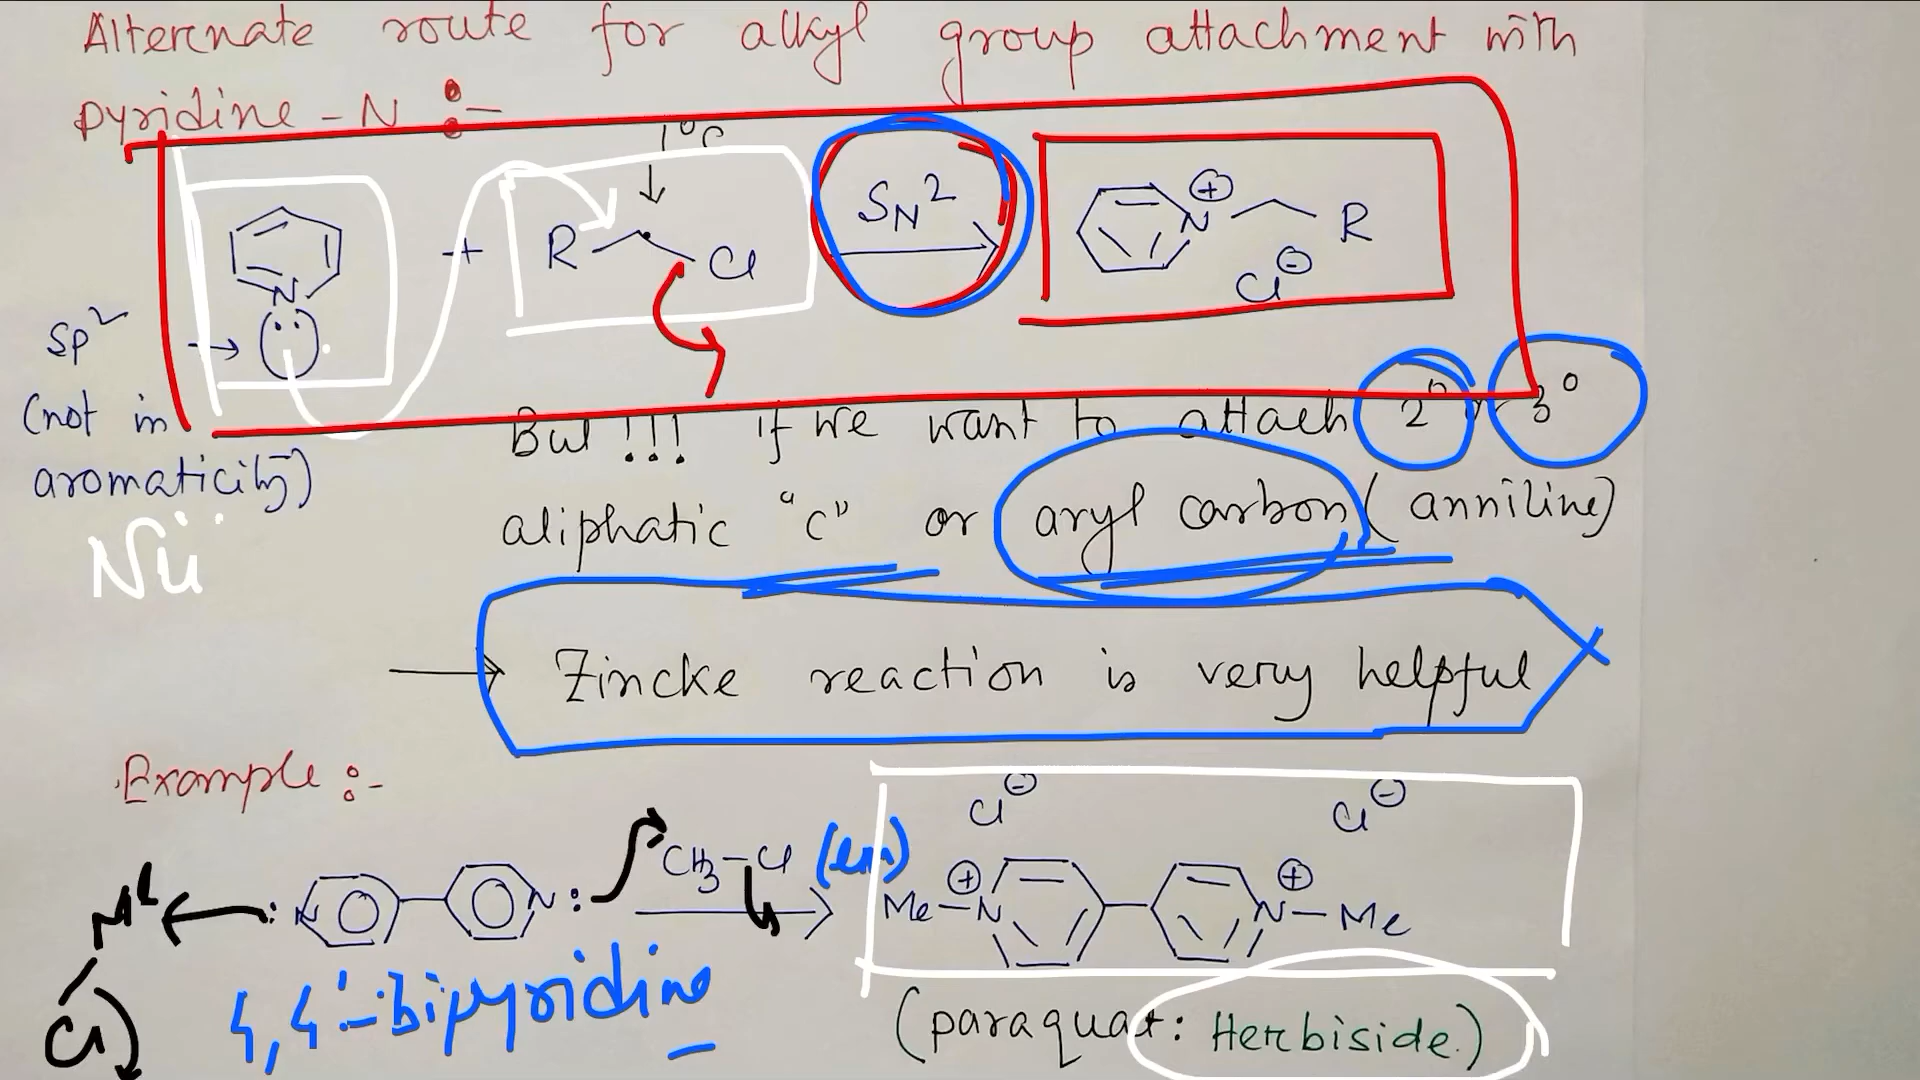 Alternate route for alkyl group attachment with
pyridine - N :-
1°C
R Cl
+
SN2
N ⊕ R
Cl ⊖
N
Sp2
(not in
aromaticity)
Nü
But !!! if we want to attach 2° or 3°
aliphatic "C" or aryl carbon (anniline)
→ Zincke reaction is very helpful
Example :-
Cl ⊖ Cl ⊖
: N N : CH3-Cl Me-N ⊕ N ⊕ -Me
Cl
4,4'-bipyridine
(paraquat: Herbiside.)